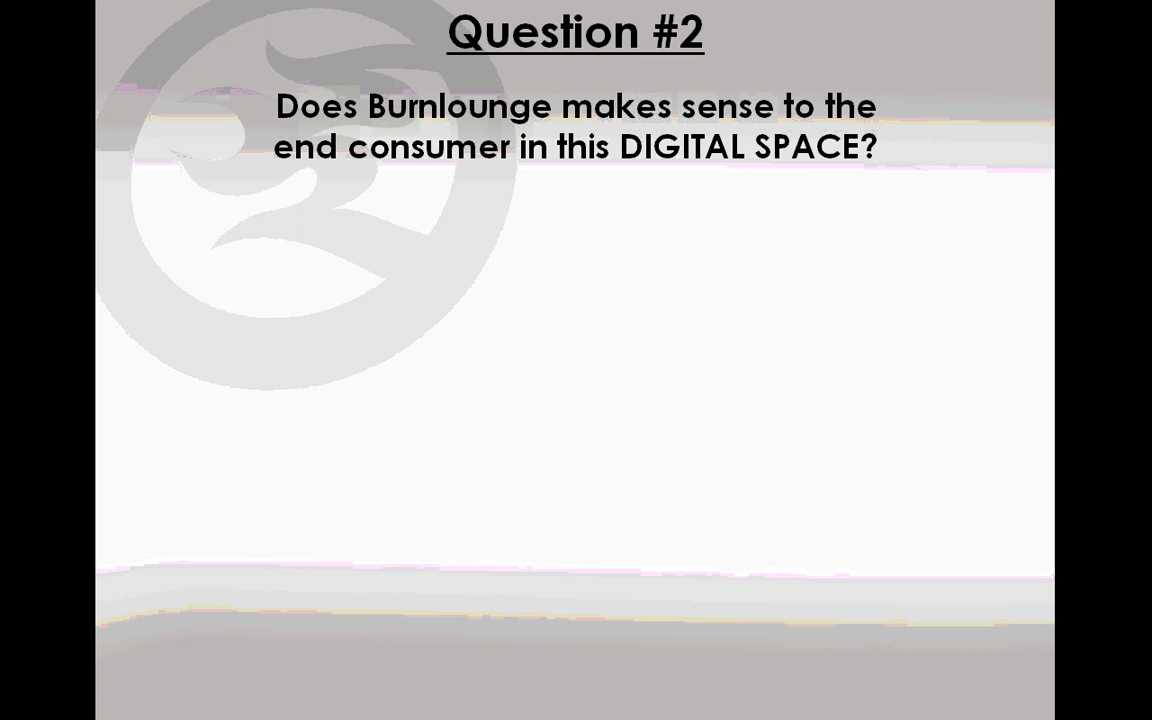 Question #2
Does Burnlounge makes sense to the
end consumer in this DIGITAL SPACE?